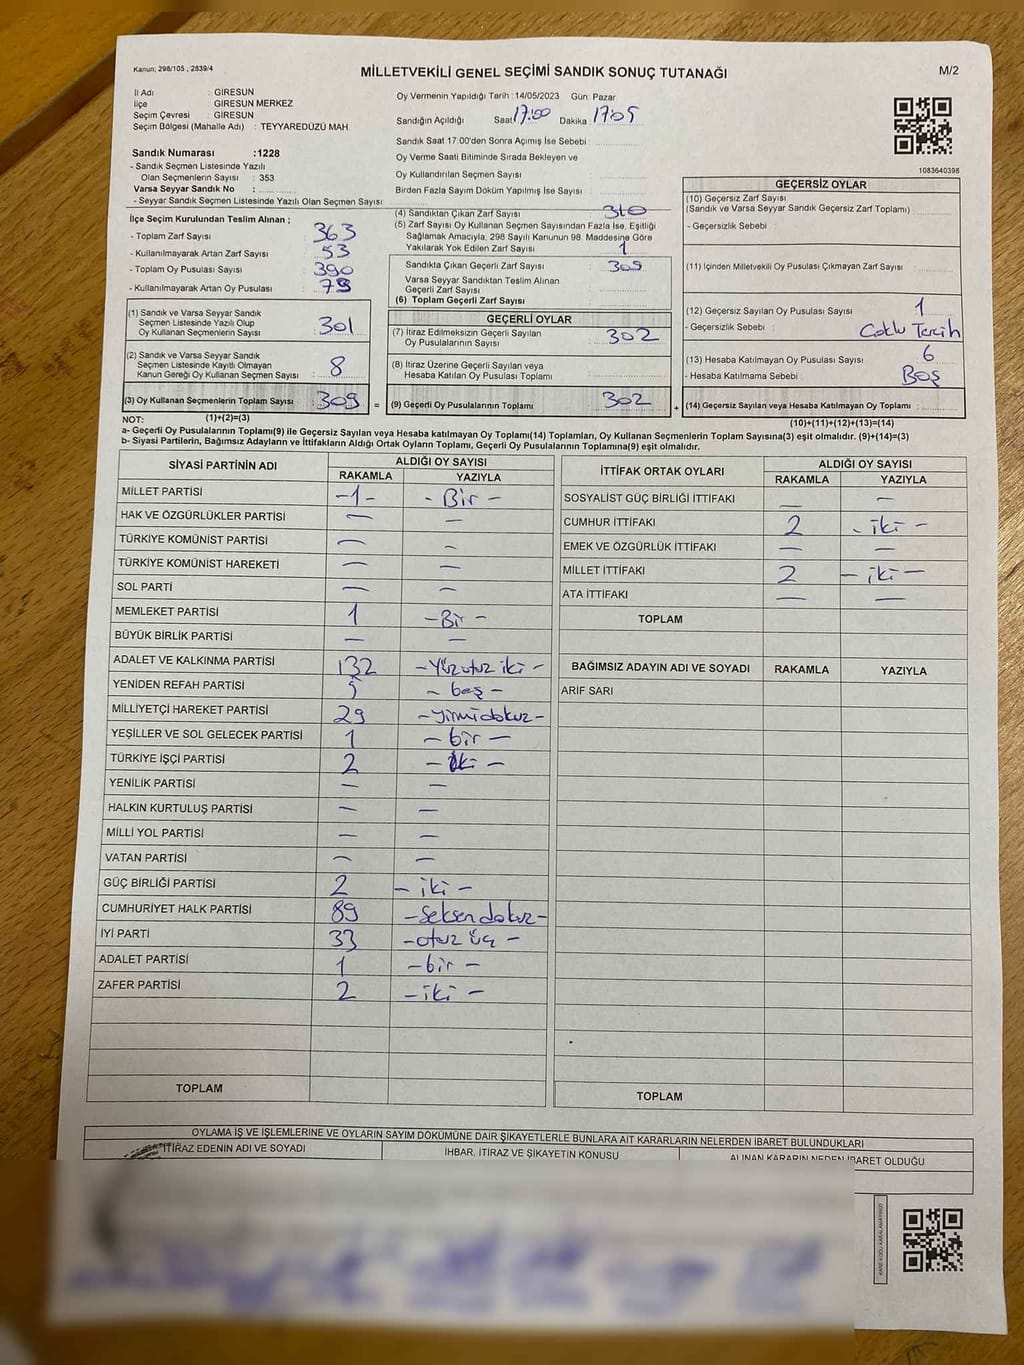 Kanun: 298/105 , 2839/4
MİLLETVEKİLİ GENEL SEÇİMİ SANDIK SONUÇ TUTANAĞI
M/2
İl Adı : GİRESUN
İlçe : GİRESUN MERKEZ
Seçim Çevresi : GİRESUN
Seçim Bölgesi (Mahalle Adı) : TEYYAREDÜZÜ MAH.
Oy Vermenin Yapıldığı Tarih :14/05/2023 Gün: Pazar
Sandığın Açıldığı Saat 17:00 Dakika : 17:05
Sandık Saat 17:00'den Sonra Açımış İse Sebebi :
Oy Verme Saati Bitiminde Sırada Bekleyen ve
Oy Kullandırılan Seçmen Sayısı :
Birden Fazla Sayım Döküm Yapılmış İse Sayısı :
1083640398
Sandık Numarası :1228
- Sandık Seçmen Listesinde Yazılı
Olan Seçmenlerin Sayısı : 353
Varsa Seyyar Sandık No :
- Seyyar Sandık Seçmen Listesinde Yazılı Olan Seçmen Sayısı :
İlçe Seçim Kurulundan Teslim Alınan ;
- Toplam Zarf Sayısı : 363
- Kullanılmayarak Artan Zarf Sayısı : 53
- Toplam Oy Pusulası Sayısı : 390
- Kullanılmayarak Artan Oy Pusulası :
(1) Sandık ve Varsa Seyyar Sandık
Seçmen Listesinde Yazılı Olup
Oy Kullanan Seçmenlerin Sayısı : 301
(2) Sandık ve Varsa Seyyar Sandık
Seçmen Listesinde Kayıtlı Olmayan
Kanun Gereği Oy Kullanan Seçmen Sayısı : 8
(3) Oy Kullanan Seçmenlerin Toplam Sayısı : 309 =
(1)+(2)=(3)
(4) Sandıktan Çıkan Zarf Sayısı : 310
(5) Zarf Sayısı Oy Kullanan Seçmen Sayısından Fazla İse, Eşitliği
Sağlamak Amacıyla, 298 Sayılı Kanunun 98. Maddesine Göre
Yakılarak Yok Edilen Zarf Sayısı : 1
Sandıkta Çıkan Geçerli Zarf Sayısı : 309
Varsa Seyyar Sandıktan Teslim Alınan
Geçerli Zarf Sayısı :
(6) Toplam Geçerli Zarf Sayısı :
GEÇERLİ OYLAR
(7) İtiraz Edilmeksizin Geçerli Sayılan
Oy Pusulalarının Sayısı : 302
(8) İtiraz Üzerine Geçerli Sayılan veya
Hesaba Katılan Oy Pusulası Toplamı :
(9) Geçerli Oy Pusulalarının Toplamı : 302 +
GEÇERSİZ OYLAR
(10) Geçersiz Zarf Sayısı
(Sandık ve Varsa Seyyar Sandık Geçersiz Zarf Toplamı) :
- Geçersizlik Sebebi :
(11) İçinden Milletvekili Oy Pusulası Çıkmayan Zarf Sayısı :
(12) Geçersiz Sayılan Oy Pusulası Sayısı : 1
- Geçersizlik Sebebi : Çoklu Tercih
(13) Hesaba Katılmayan Oy Pusulası Sayısı : 6
- Hesaba Katılmama Sebebi : Boş
(14) Geçersiz Sayılan veya Hesaba Katılmayan Oy Toplamı :
(10)+(11)+(12)+(13)=(14)
NOT:
a- Geçerli Oy Pusulalarının Toplamı(9) ile Geçersiz Sayılan veya Hesaba katılmayan Oy Toplamı(14) Toplamları, Oy Kullanan Seçmenlerin Toplam Sayısına(3) eşit olmalıdır. (9)+(14)=(3)
b- Siyasi Partilerin, Bağımsız Adayların ve İttifakların Aldığı Ortak Oyların Toplamı, Geçerli Oy Pusulalarının Toplamına(9) eşit olmalıdır.
SİYASİ PARTİNİN ADI ALDIĞI OY SAYISI
RAKAMLA YAZIYLA
MİLLET PARTİSİ -1- - Bir -
HAK VE ÖZGÜRLÜKLER PARTİSİ — —
TÜRKİYE KOMÜNİST PARTİSİ — —
TÜRKİYE KOMÜNİST HAREKETİ — —
SOL PARTİ — —
MEMLEKET PARTİSİ 1 -Bir -
BÜYÜK BİRLİK PARTİSİ — —
ADALET VE KALKINMA PARTİSİ 132 -Yüzotuz iki -
YENİDEN REFAH PARTİSİ 5 - beş -
MİLLİYETÇİ HAREKET PARTİSİ 29 -yirmidokuz-
YEŞİLLER VE SOL GELECEK PARTİSİ 1 - bir -
TÜRKİYE İŞÇİ PARTİSİ 2 - iki -
YENİLİK PARTİSİ — —
HALKIN KURTULUŞ PARTİSİ — —
MİLLİ YOL PARTİSİ — —
VATAN PARTİSİ — —
GÜÇ BİRLİĞİ PARTİSİ 2 - iki -
CUMHURİYET HALK PARTİSİ 89 -Seksendokuz-
İYİ PARTİ 33 -otuz üç -
ADALET PARTİSİ 1 -bir -
ZAFER PARTİSİ 2 -iki -
TOPLAM
İTTİFAK ORTAK OYLARI ALDIĞI OY SAYISI
RAKAMLA YAZIYLA
SOSYALİST GÜÇ BİRLİĞİ İTTİFAKI — —
CUMHUR İTTİFAKI 2 - iki -
EMEK VE ÖZGÜRLÜK İTTİFAKI — —
MİLLET İTTİFAKI 2 - iki -
ATA İTTİFAKI — —
TOPLAM
BAĞIMSIZ ADAYIN ADI VE SOYADI RAKAMLA YAZIYLA
ARİF SARI
TOPLAM
OYLAMA İŞ VE İŞLEMLERİNE VE OYLARIN SAYIM DÖKÜMÜNE DAİR ŞİKAYETLERLE BUNLARA AİT KARARLARIN NELERDEN İBARET BULUNDUKLARI
İTİRAZ EDENİN ADI VE SOYADI İHBAR, İTİRAZ VE ŞİKAYETİN KONUSU ALINAN KARARIN NEDEN İBARET OLDUĞU